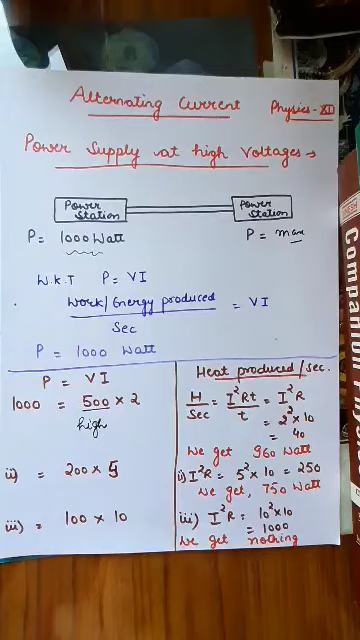 Alternating Current
Physics-XII
Power Supply at high Voltages →
Power Station
Power Station
P = 1000 Watt
P = max
W.K.T P = VI
Work/Energy produced / Sec = VI
P = 1000 Watt
P = VI
1000 = 500 × 2
high
ii) = 200 × 5
iii) = 100 × 10
Heat produced/sec.
H/Sec = I²Rt/t = I²R
= 2² × 10
= 40
We get 960 Watt
i) I²R = 5² × 10 = 250
We get, 750 Watt
iii) I²R = 10² × 10
= 1000
We get nothing